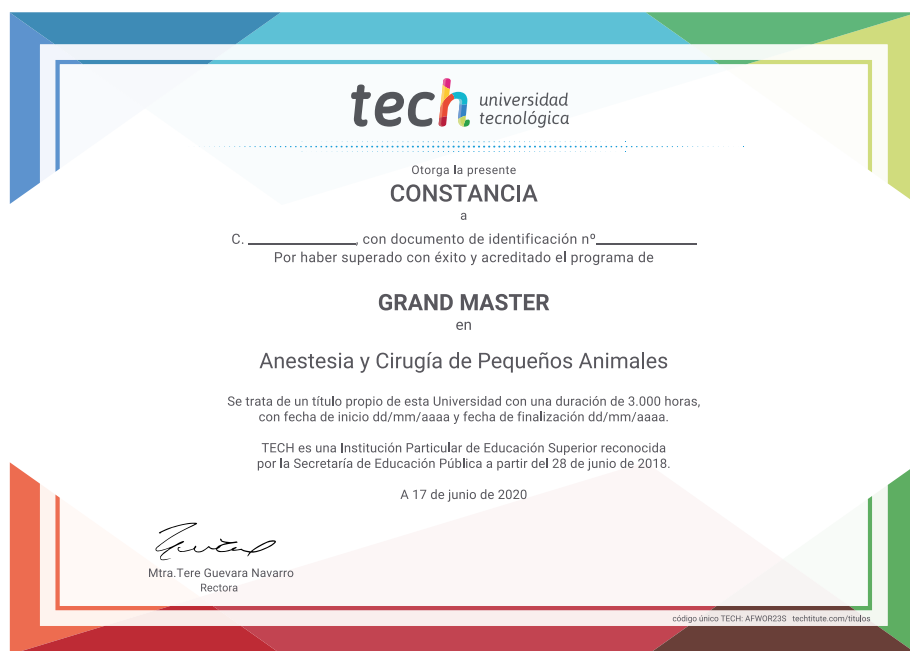 tech universidad
tecnológica
Otorga la presente
CONSTANCIA
a
C. ____________, con documento de identificación nº____________
Por haber superado con éxito y acreditado el programa de
GRAND MASTER
en
Anestesia y Cirugía de Pequeños Animales
Se trata de un título propio de esta Universidad con una duración de 3.000 horas,
con fecha de inicio dd/mm/aaaa y fecha de finalización dd/mm/aaaa.
TECH es una Institución Particular de Educación Superior reconocida
por la Secretaría de Educación Pública a partir del 28 de junio de 2018.
A 17 de junio de 2020
Mtra.Tere Guevara Navarro
Rectora
código único TECH: AFWOR23S techtitute.com/titulos